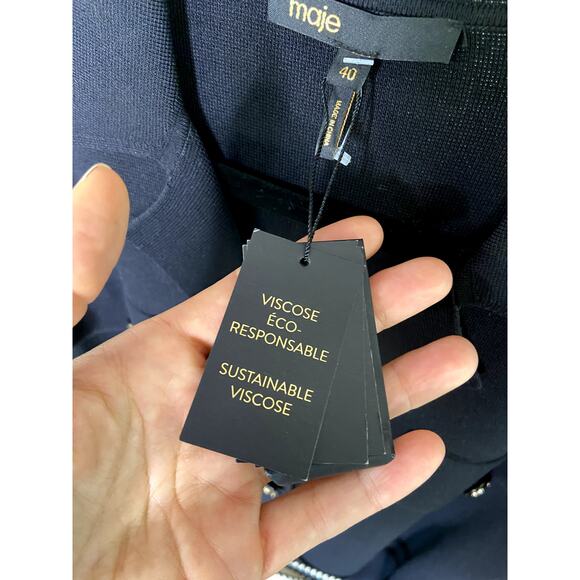 maje
40
MADE IN CHINA
VISCOSE
ÉCO-
RESPONSABLE
SUSTAINABLE
VISCOSE